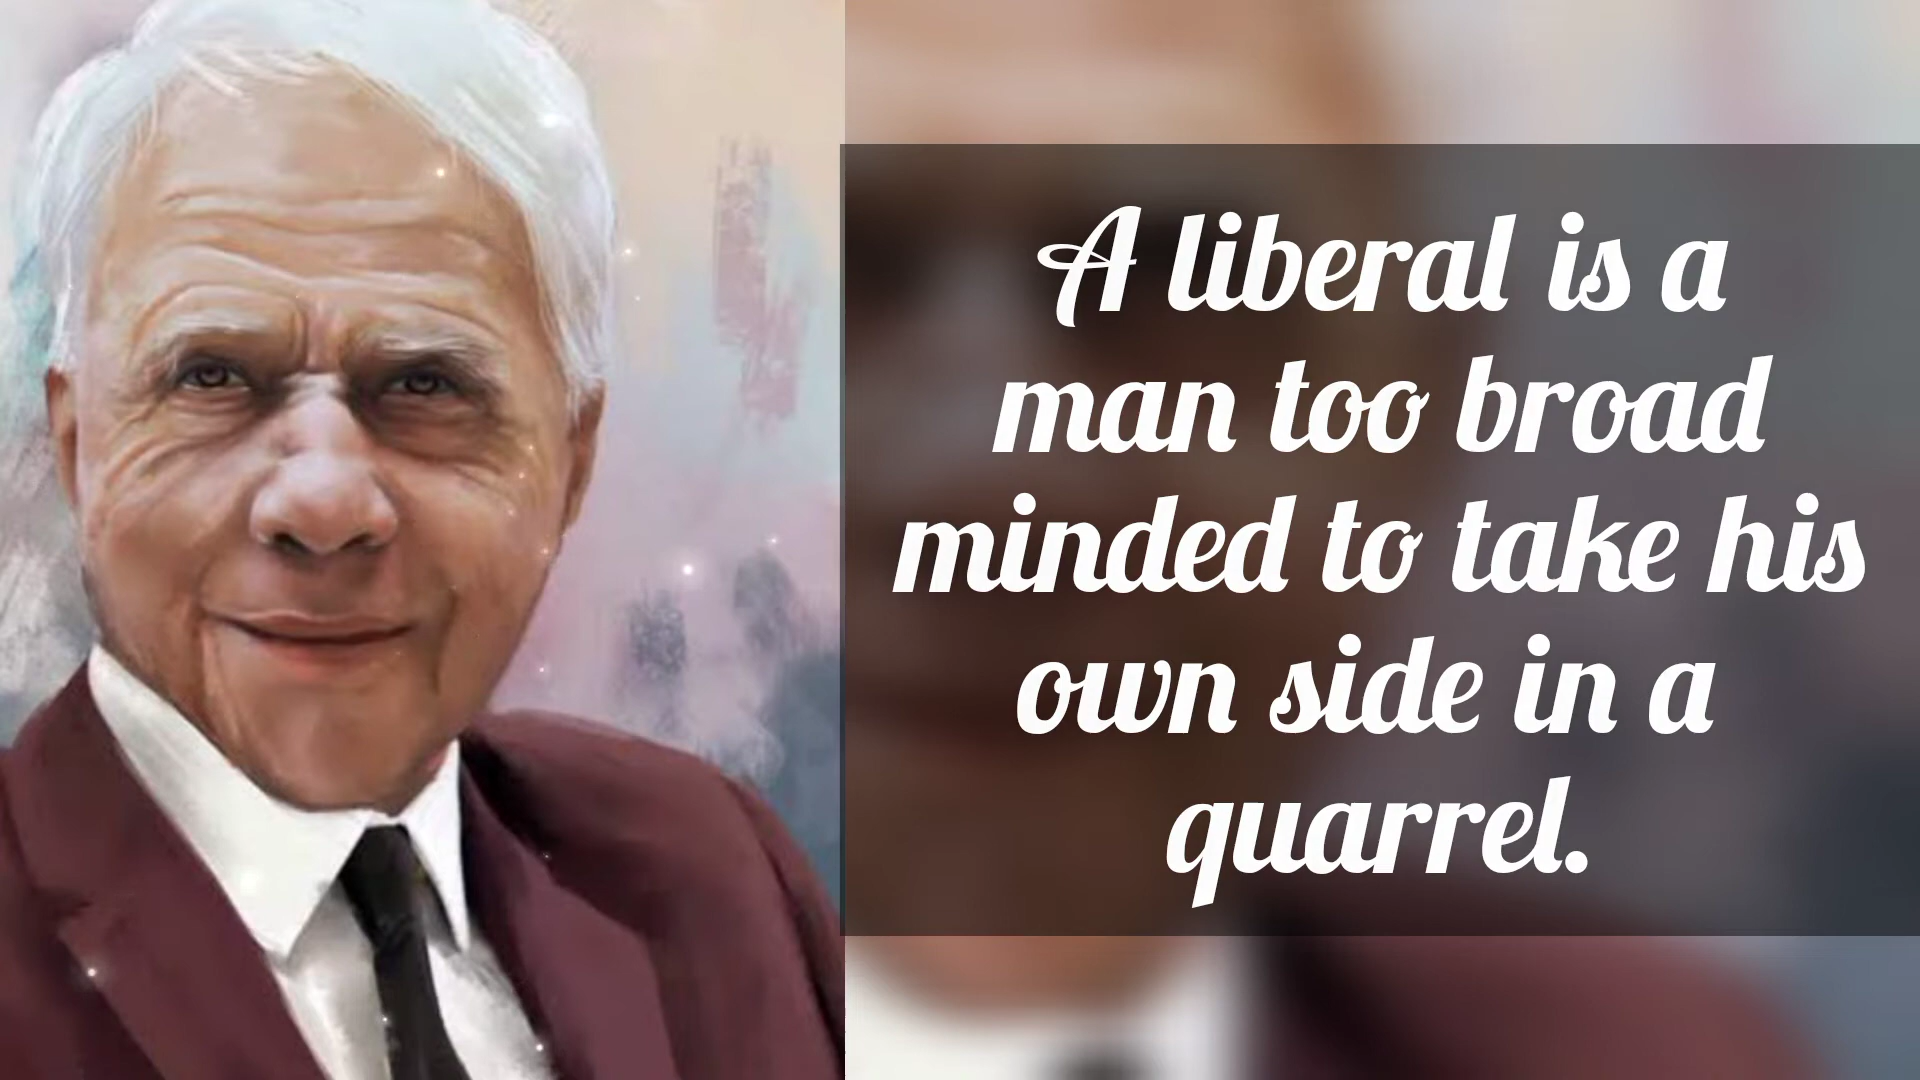 A liberal is a
man too broad
minded to take his
own side in a
quarrel.